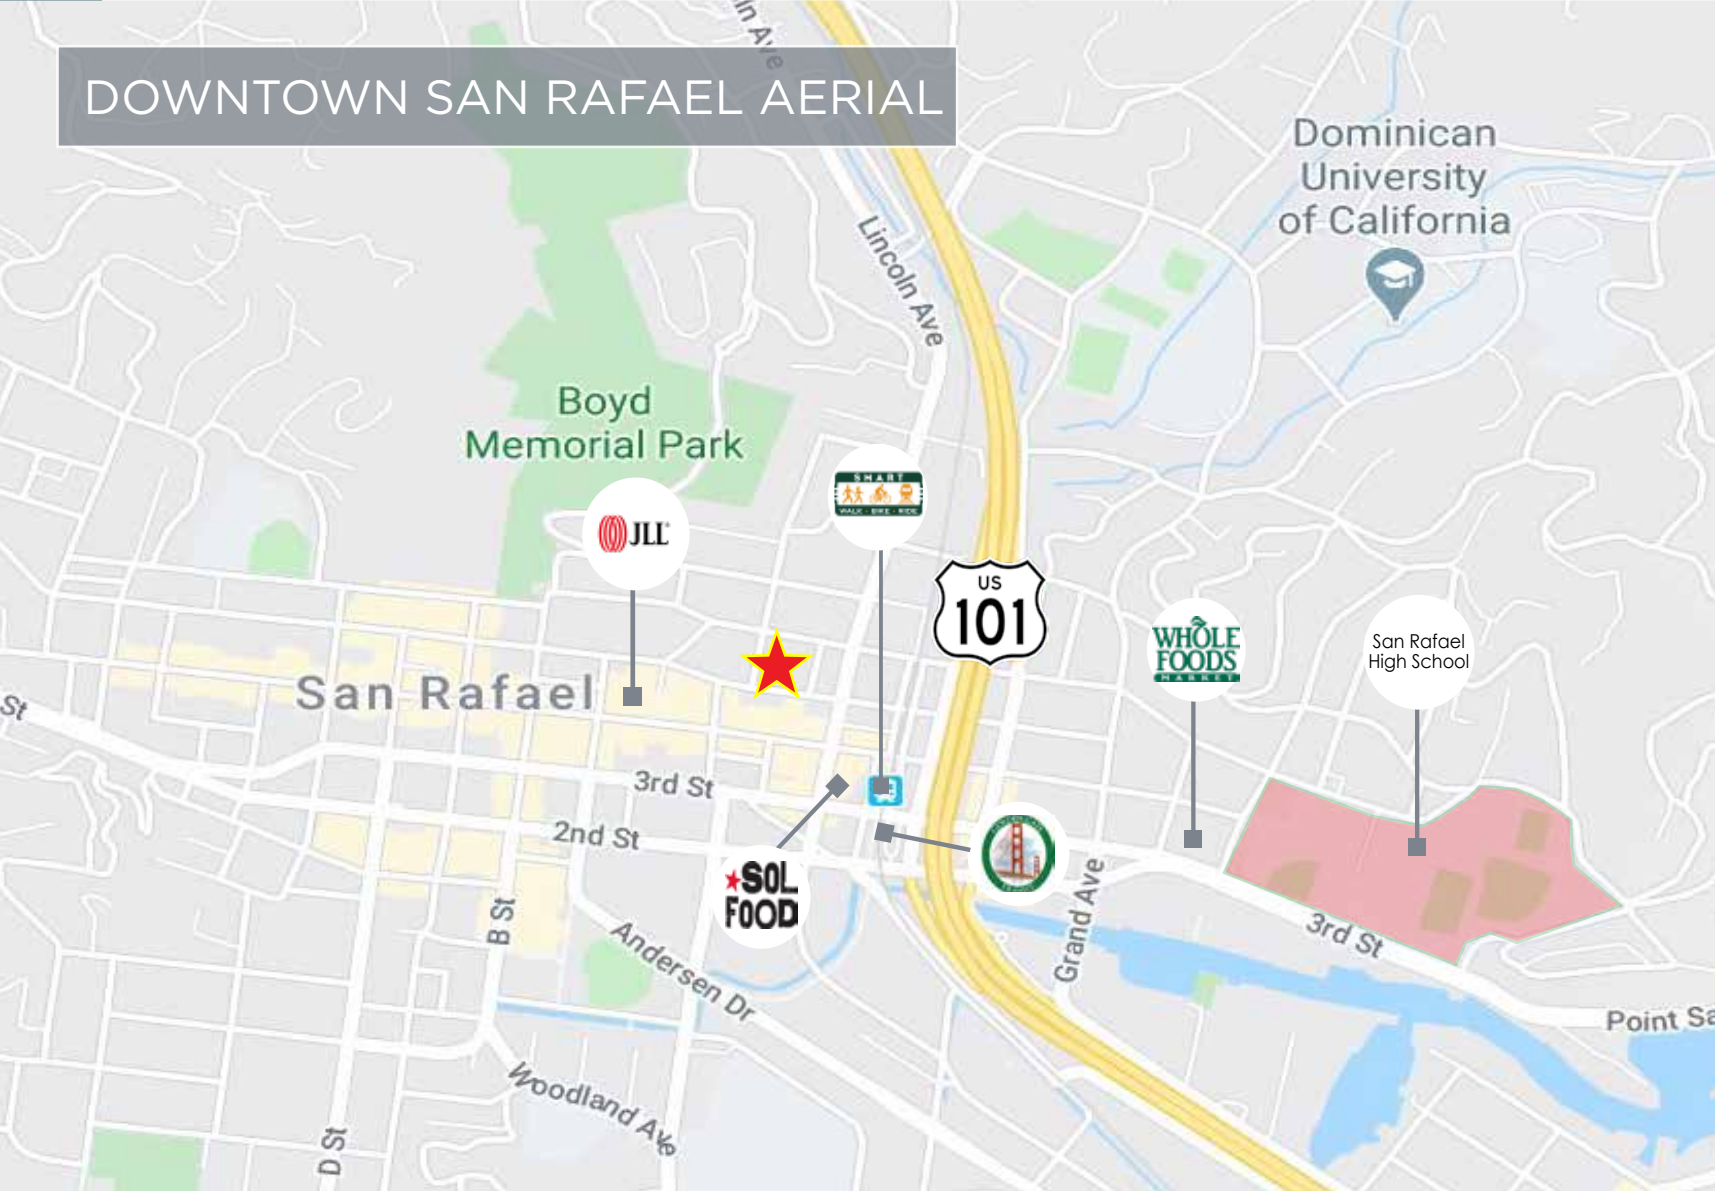 ln Ave
DOWNTOWN SAN RAFAEL AERIAL
Dominican
University
of California
Lincoln Ave
Boyd
Memorial Park
SMART
WALK - BIKE - RIDE
JLL
US
101
WHOLE
FOODS
MARKET
San Rafael
High School
San Rafael
St
3rd St
2nd St
SOL
FOOD
B St
Grand Ave
3rd St
Andersen Dr
Point Sa
Woodland Ave
D St